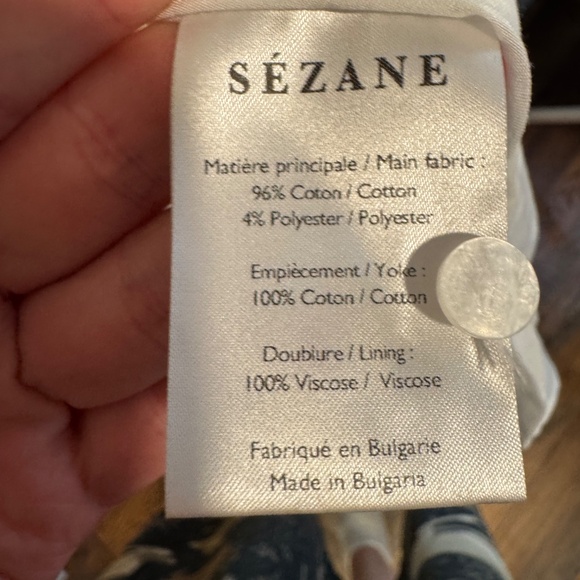 SÉZANE
Matière principale / Main fabric :
96% Coton / Cotton
4% Polyester / Polyester
Empiècement / Yoke :
100% Coton / Cotton
Doublure / Lining :
100% Viscose / Viscose
Fabriqué en Bulgarie
Made in Bulgaria